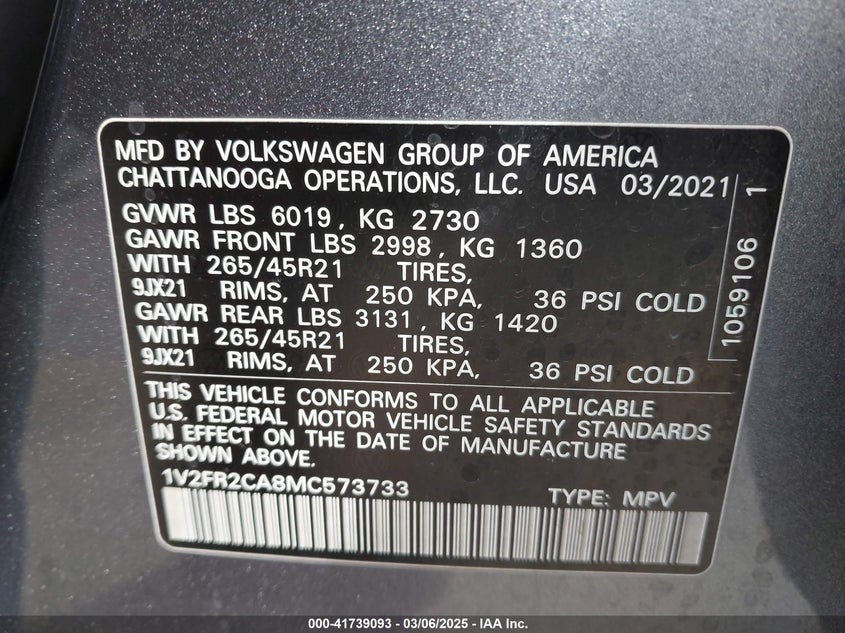 MFD BY VOLKSWAGEN GROUP OF AMERICA
CHATTANOOGA OPERATIONS, LLC. USA 03/2021
GVWR LBS 6019, KG 2730
GAWR FRONT LBS 2998, KG 1360
WITH 265/45R21 TIRES,
9JX21 RIMS, AT 250 KPA, 36 PSI COLD
GAWR REAR LBS 3131, KG 1420
WITH 265/45R21 TIRES,
9JX21 RIMS, AT 250 KPA, 36 PSI COLD
THIS VEHICLE CONFORMS TO ALL APPLICABLE
U.S. FEDERAL MOTOR VEHICLE SAFETY STANDARDS
IN EFFECT ON THE DATE OF MANUFACTURE
SHOWN ABOVE.
1V2FR2CA8MC573733 TYPE: MPV
1059106 1
000-41739093 — 03/06/2025 — IAA Inc.